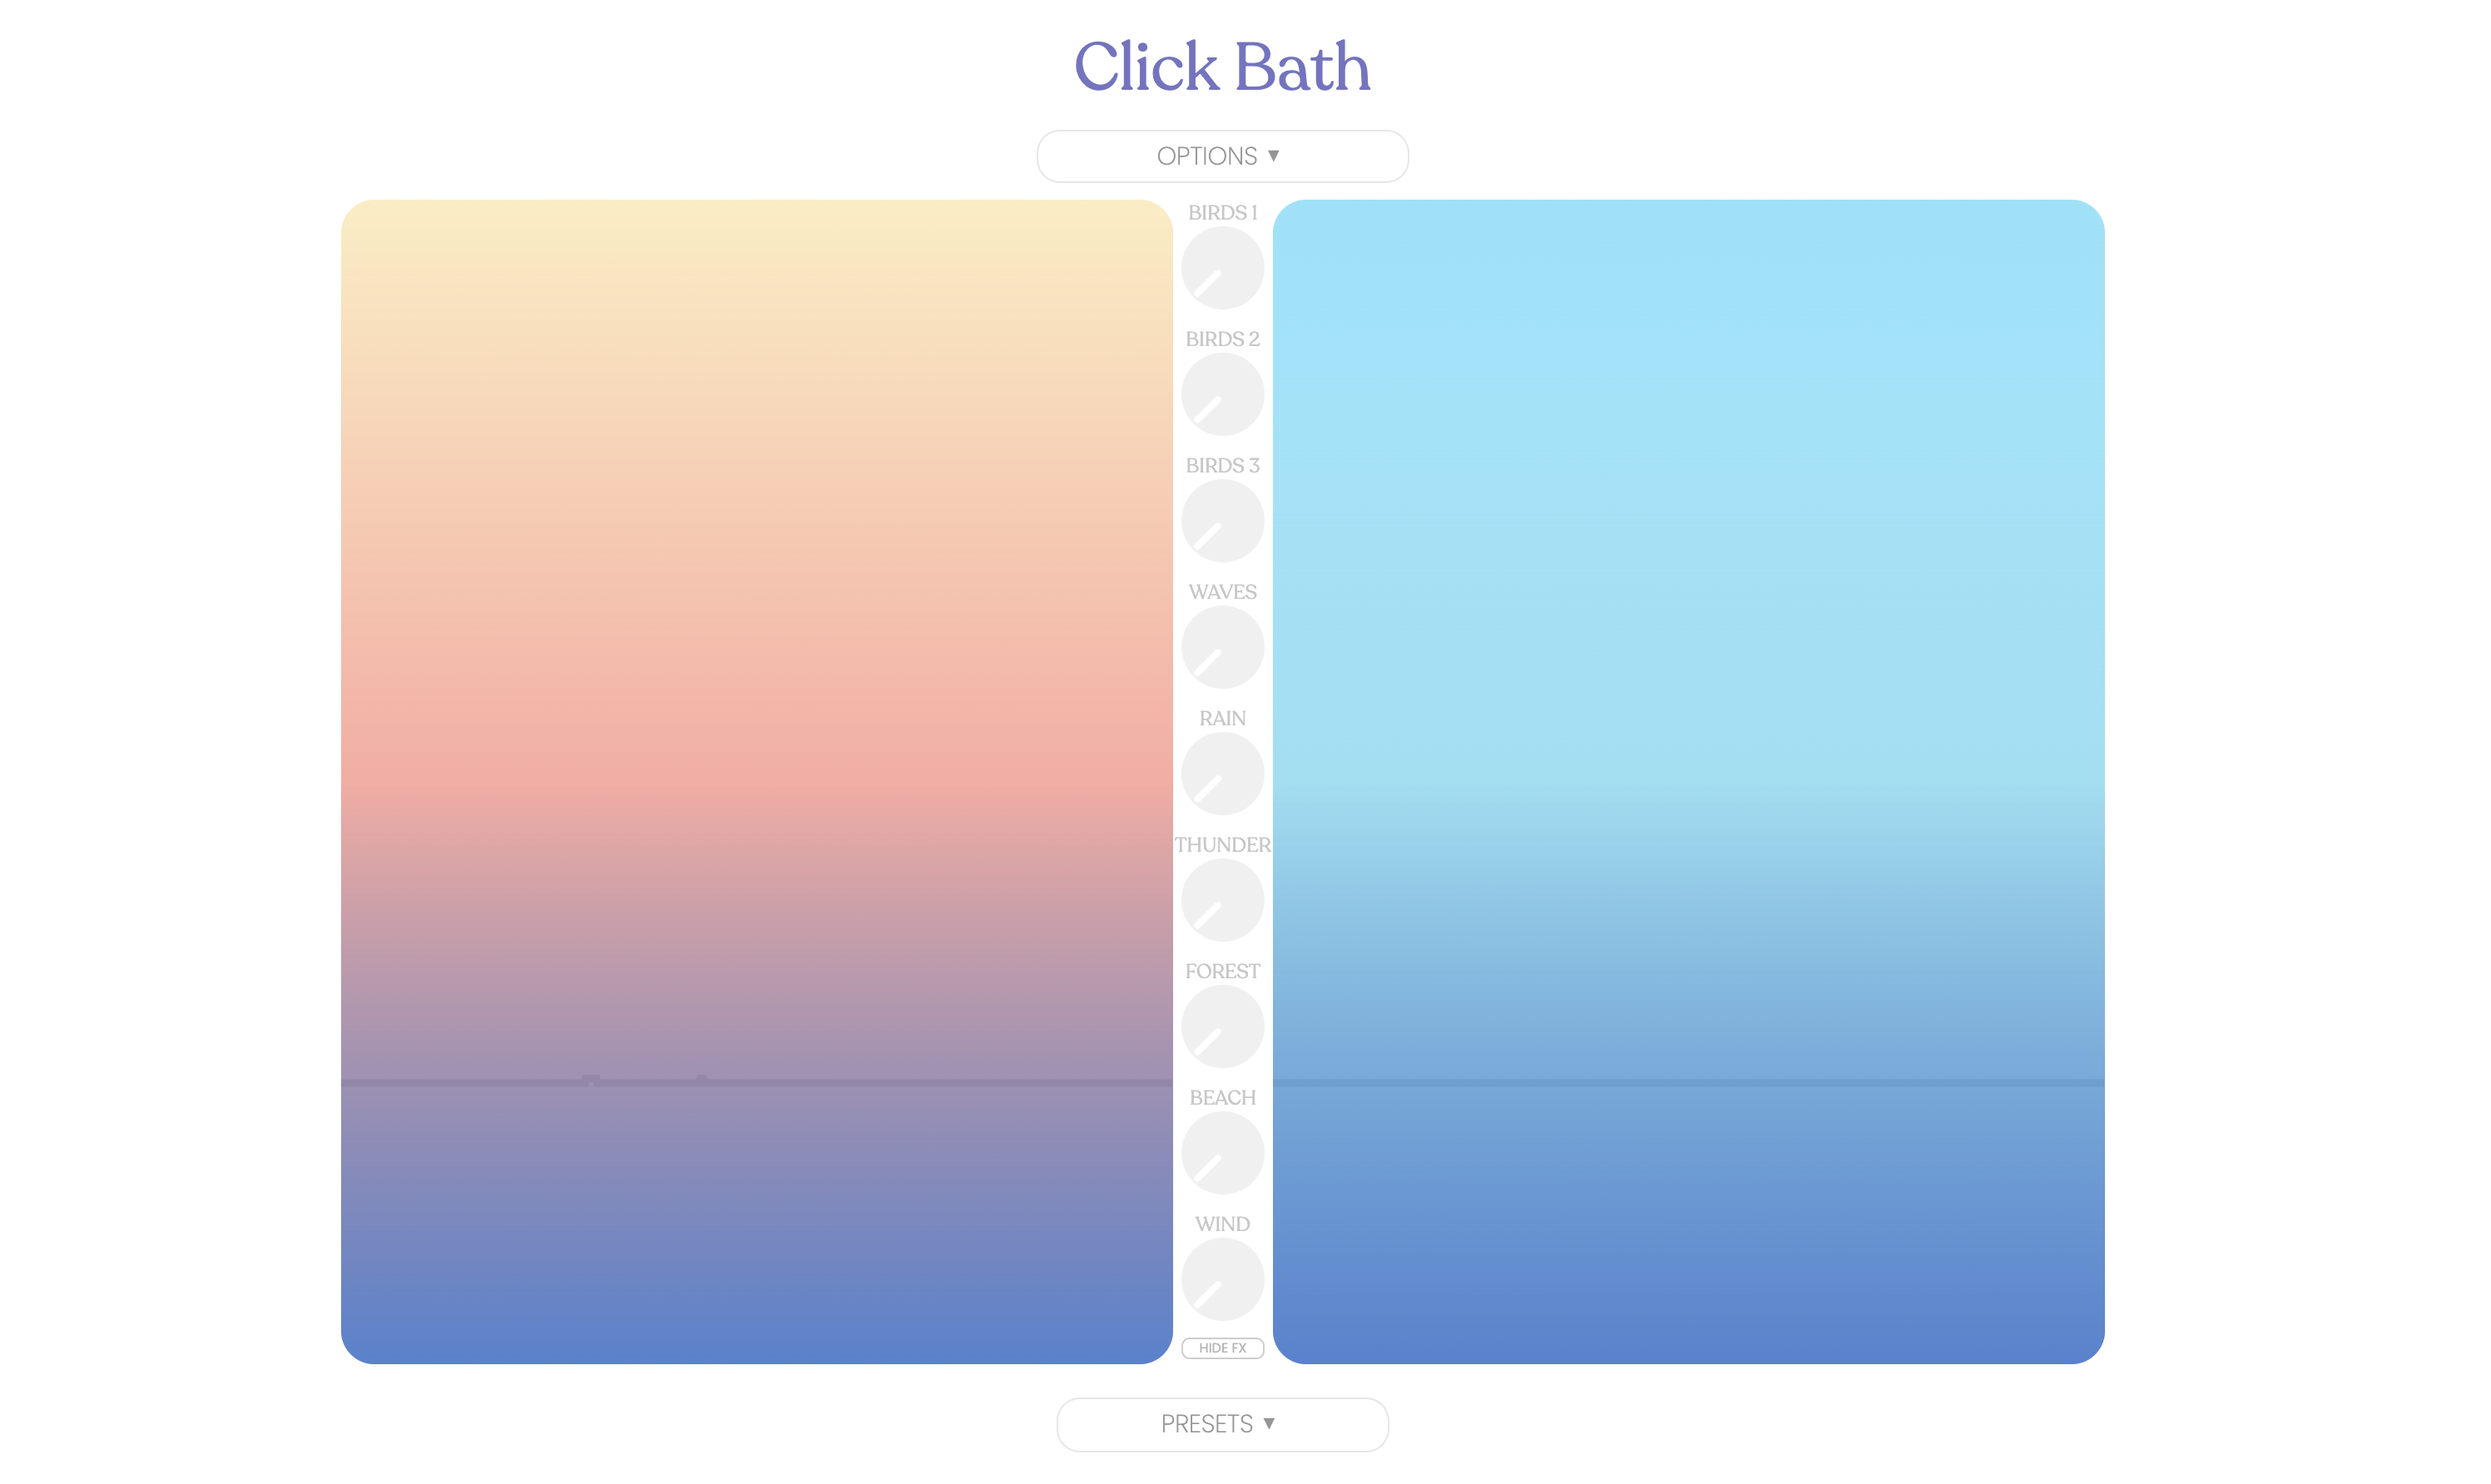 Click Bath
OPTIONS ▼
BIRDS 1
BIRDS 2
BIRDS 3
WAVES
RAIN
THUNDER
FOREST
BEACH
WIND
HIDE FX
PRESETS ▼